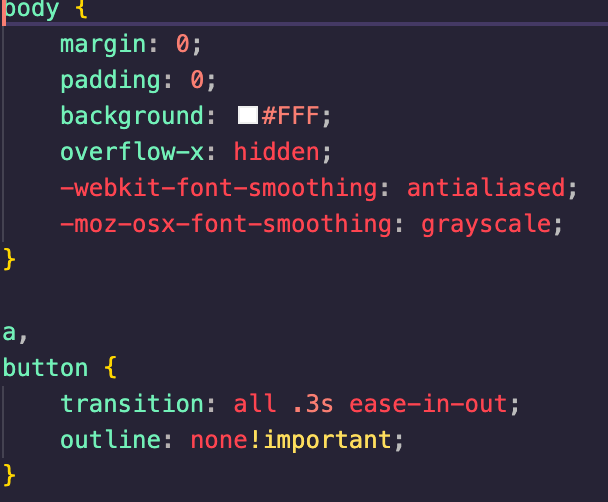 body {
margin: 0;
padding: 0;
background: #FFF;
overflow-x: hidden;
-webkit-font-smoothing: antialiased;
-moz-osx-font-smoothing: grayscale;
}
a,
button {
transition: all .3s ease-in-out;
outline: none!important;
}